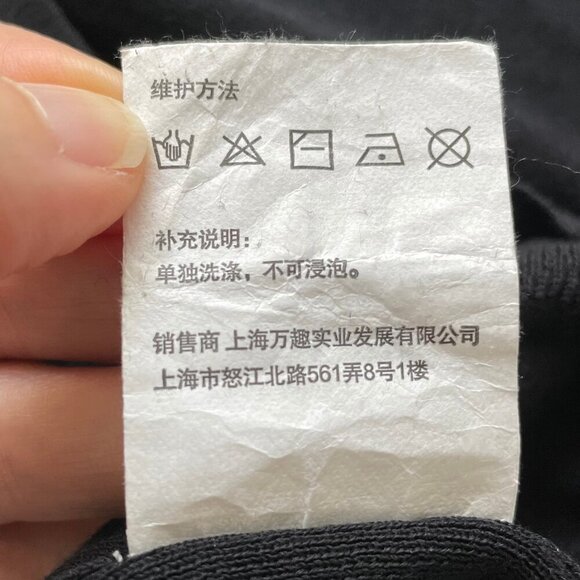 维护方法
补充说明：
单独洗涤，不可浸泡。
销售商 上海万趣实业发展有限公司
上海市怒江北路561弄8号1楼